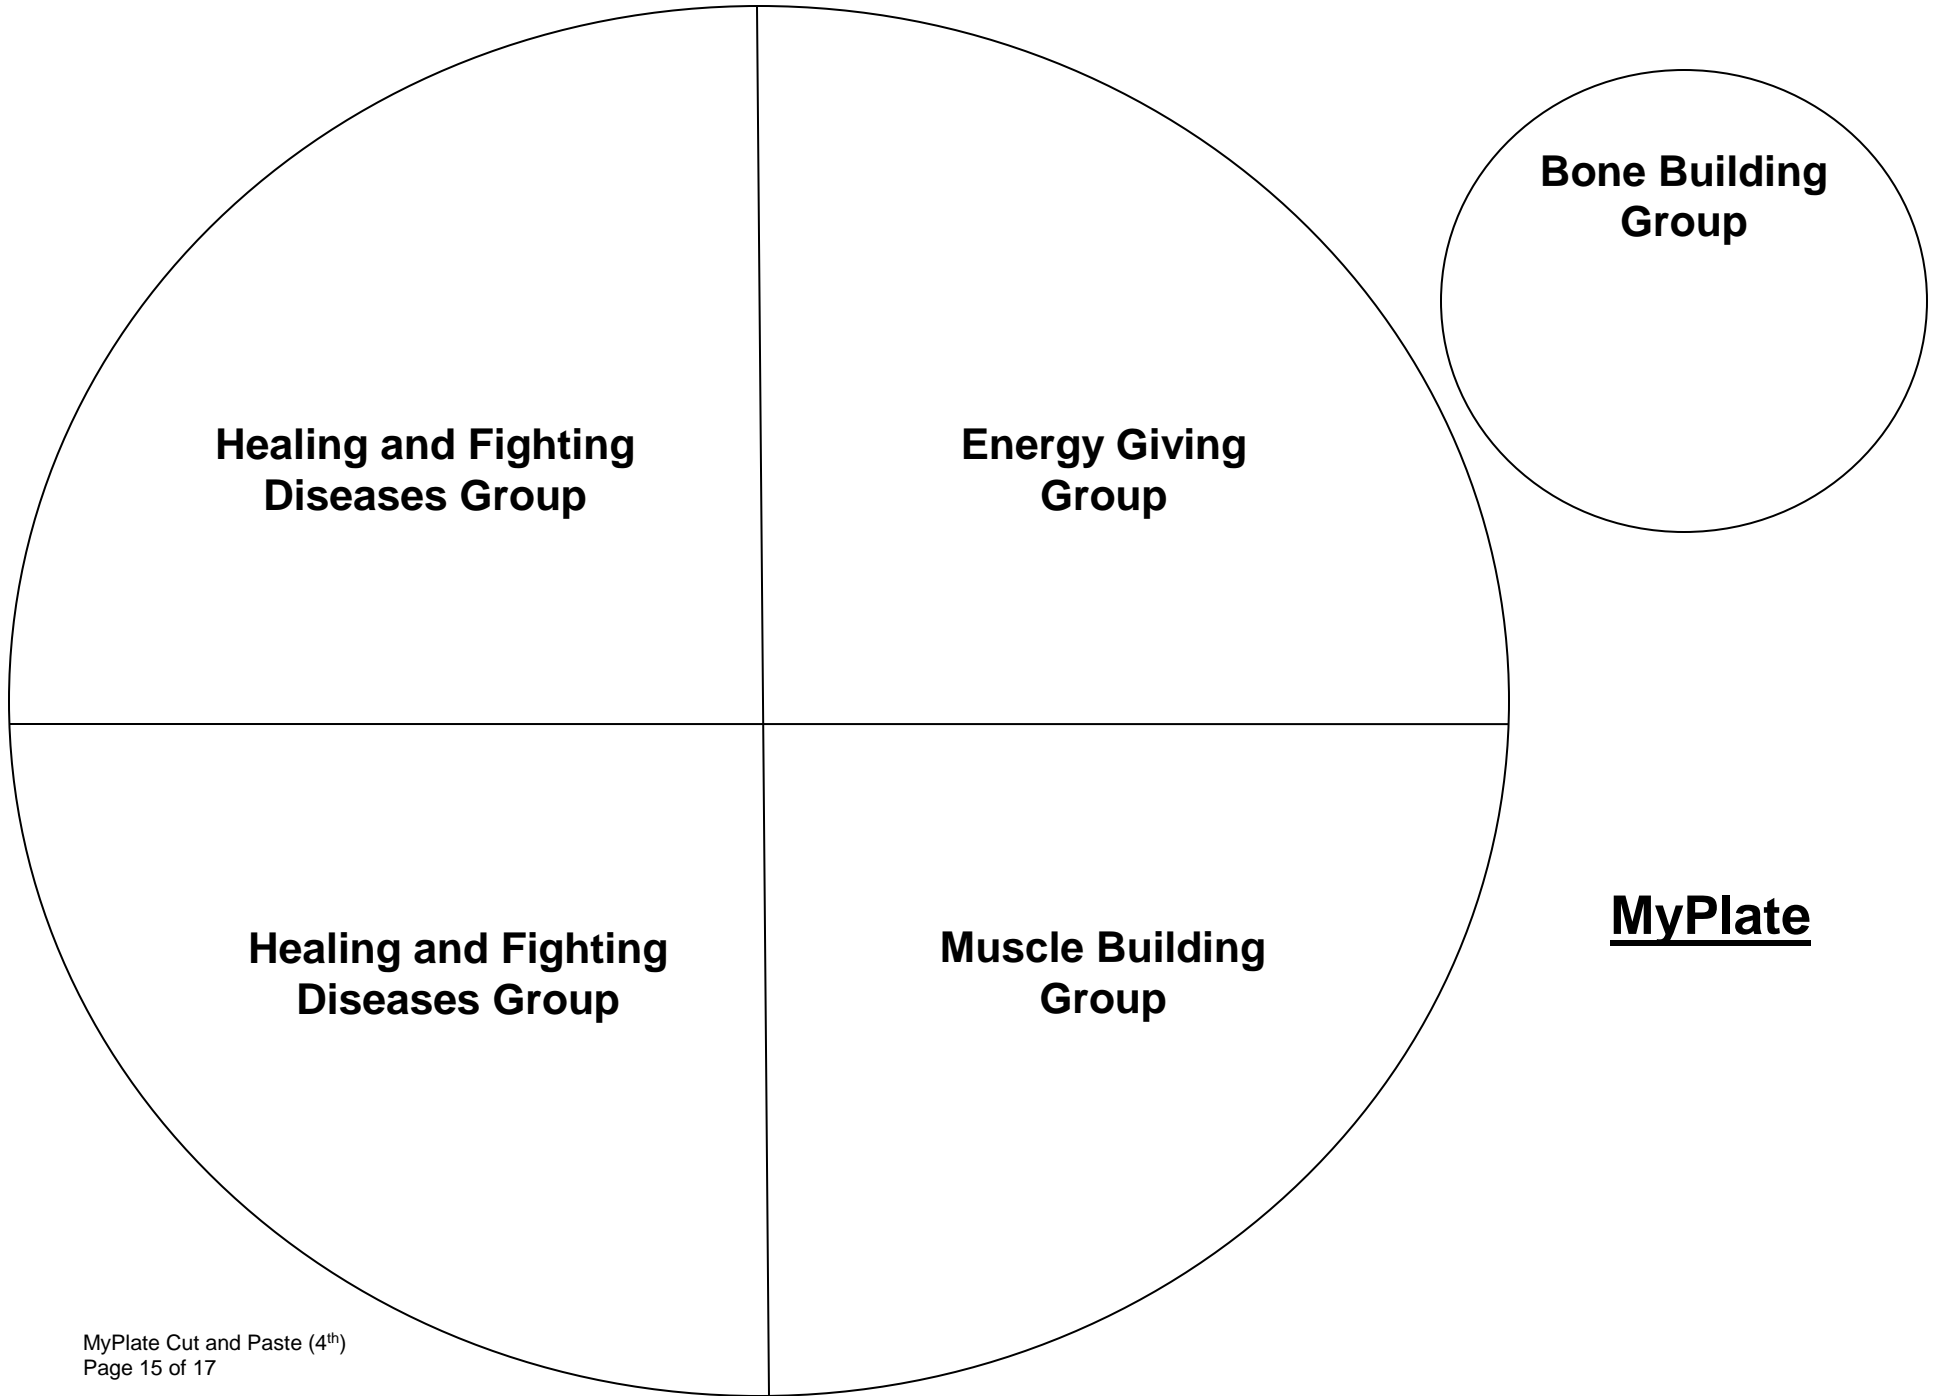 Bone Building
Group
Healing and Fighting
Diseases Group
Energy Giving
Group
Healing and Fighting
Diseases Group
Muscle Building
Group
MyPlate
MyPlate Cut and Paste (4th)
Page 15 of 17